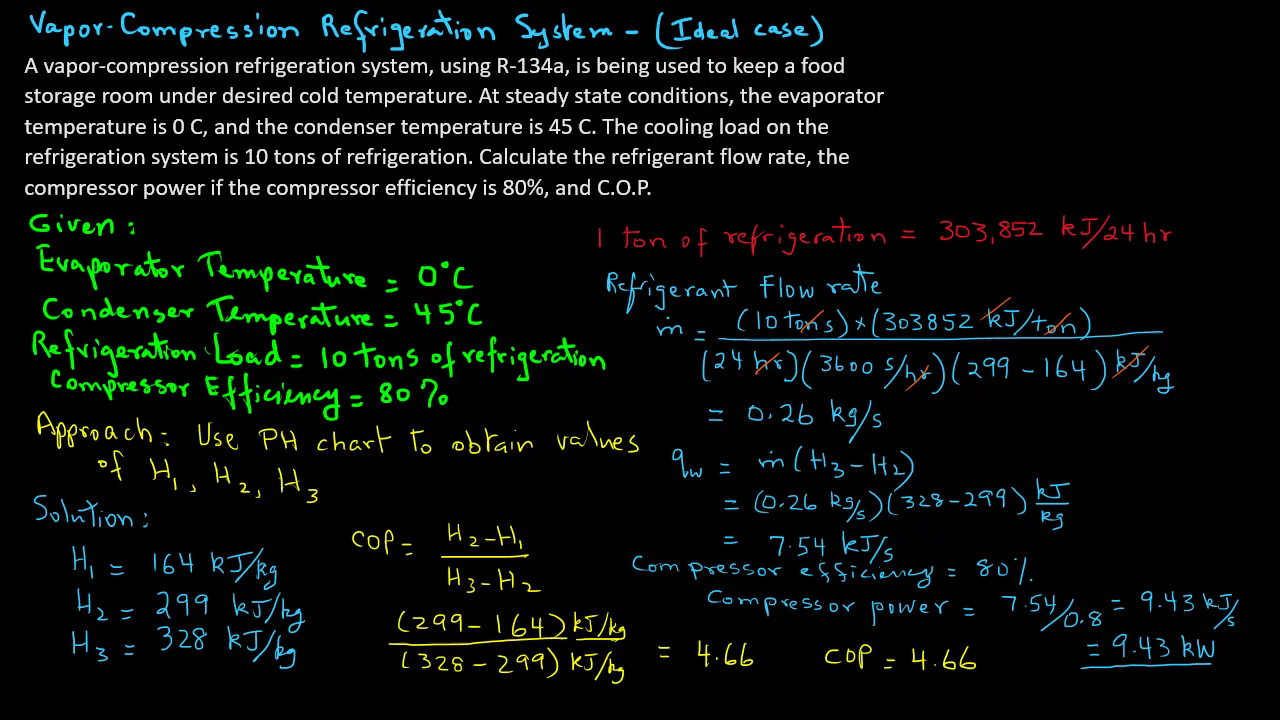 Vapor-Compression Refrigeration System - (Ideal case)
A vapor-compression refrigeration system, using R-134a, is being used to keep a food
storage room under desired cold temperature. At steady state conditions, the evaporator
temperature is 0 C, and the condenser temperature is 45 C. The cooling load on the
refrigeration system is 10 tons of refrigeration. Calculate the refrigerant flow rate, the
compressor power if the compressor efficiency is 80%, and C.O.P.
Given:
Evaporator Temperature = 0°C
Condenser Temperature = 45°C
Refrigeration Load = 10 tons of refrigeration
Compressor Efficiency = 80%
Approach: Use PH chart to obtain values
of H₁, H₂, H₃
Solution:
H₁ = 164 kJ/kg
H₂ = 299 kJ/kg
H₃ = 328 kJ/kg
COP = H₂-H₁ / H₃-H₂
(299-164) kJ/kg / (328-299) kJ/kg = 4.66
COP = 4.66
1 ton of refrigeration = 303,852 kJ/24 hr
Refrigerant Flow rate
ṁ = (10 tons) × (303852 kJ/ton) / (24 hr)(3600 s/hr)(299-164) kJ/kg
= 0.26 kg/s
qw = ṁ(H₃-H₂)
= (0.26 kg/s)(328-299) kJ/kg
= 7.54 kJ/s
Compressor efficiency = 80%
Compressor power = 7.54/0.8 = 9.43 kJ/s
= 9.43 kW